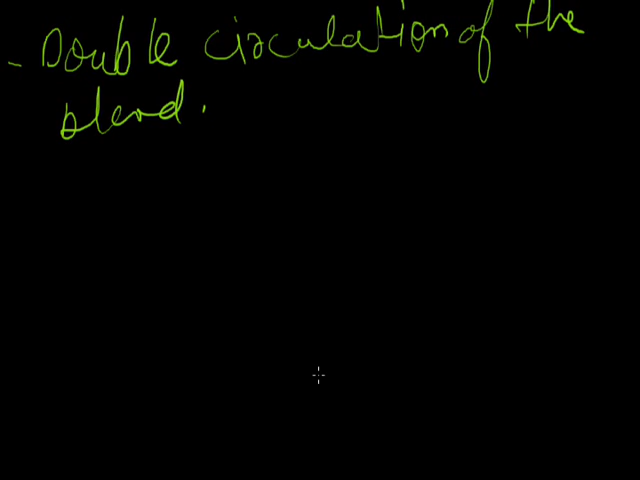 - Double circulation of the
blood.